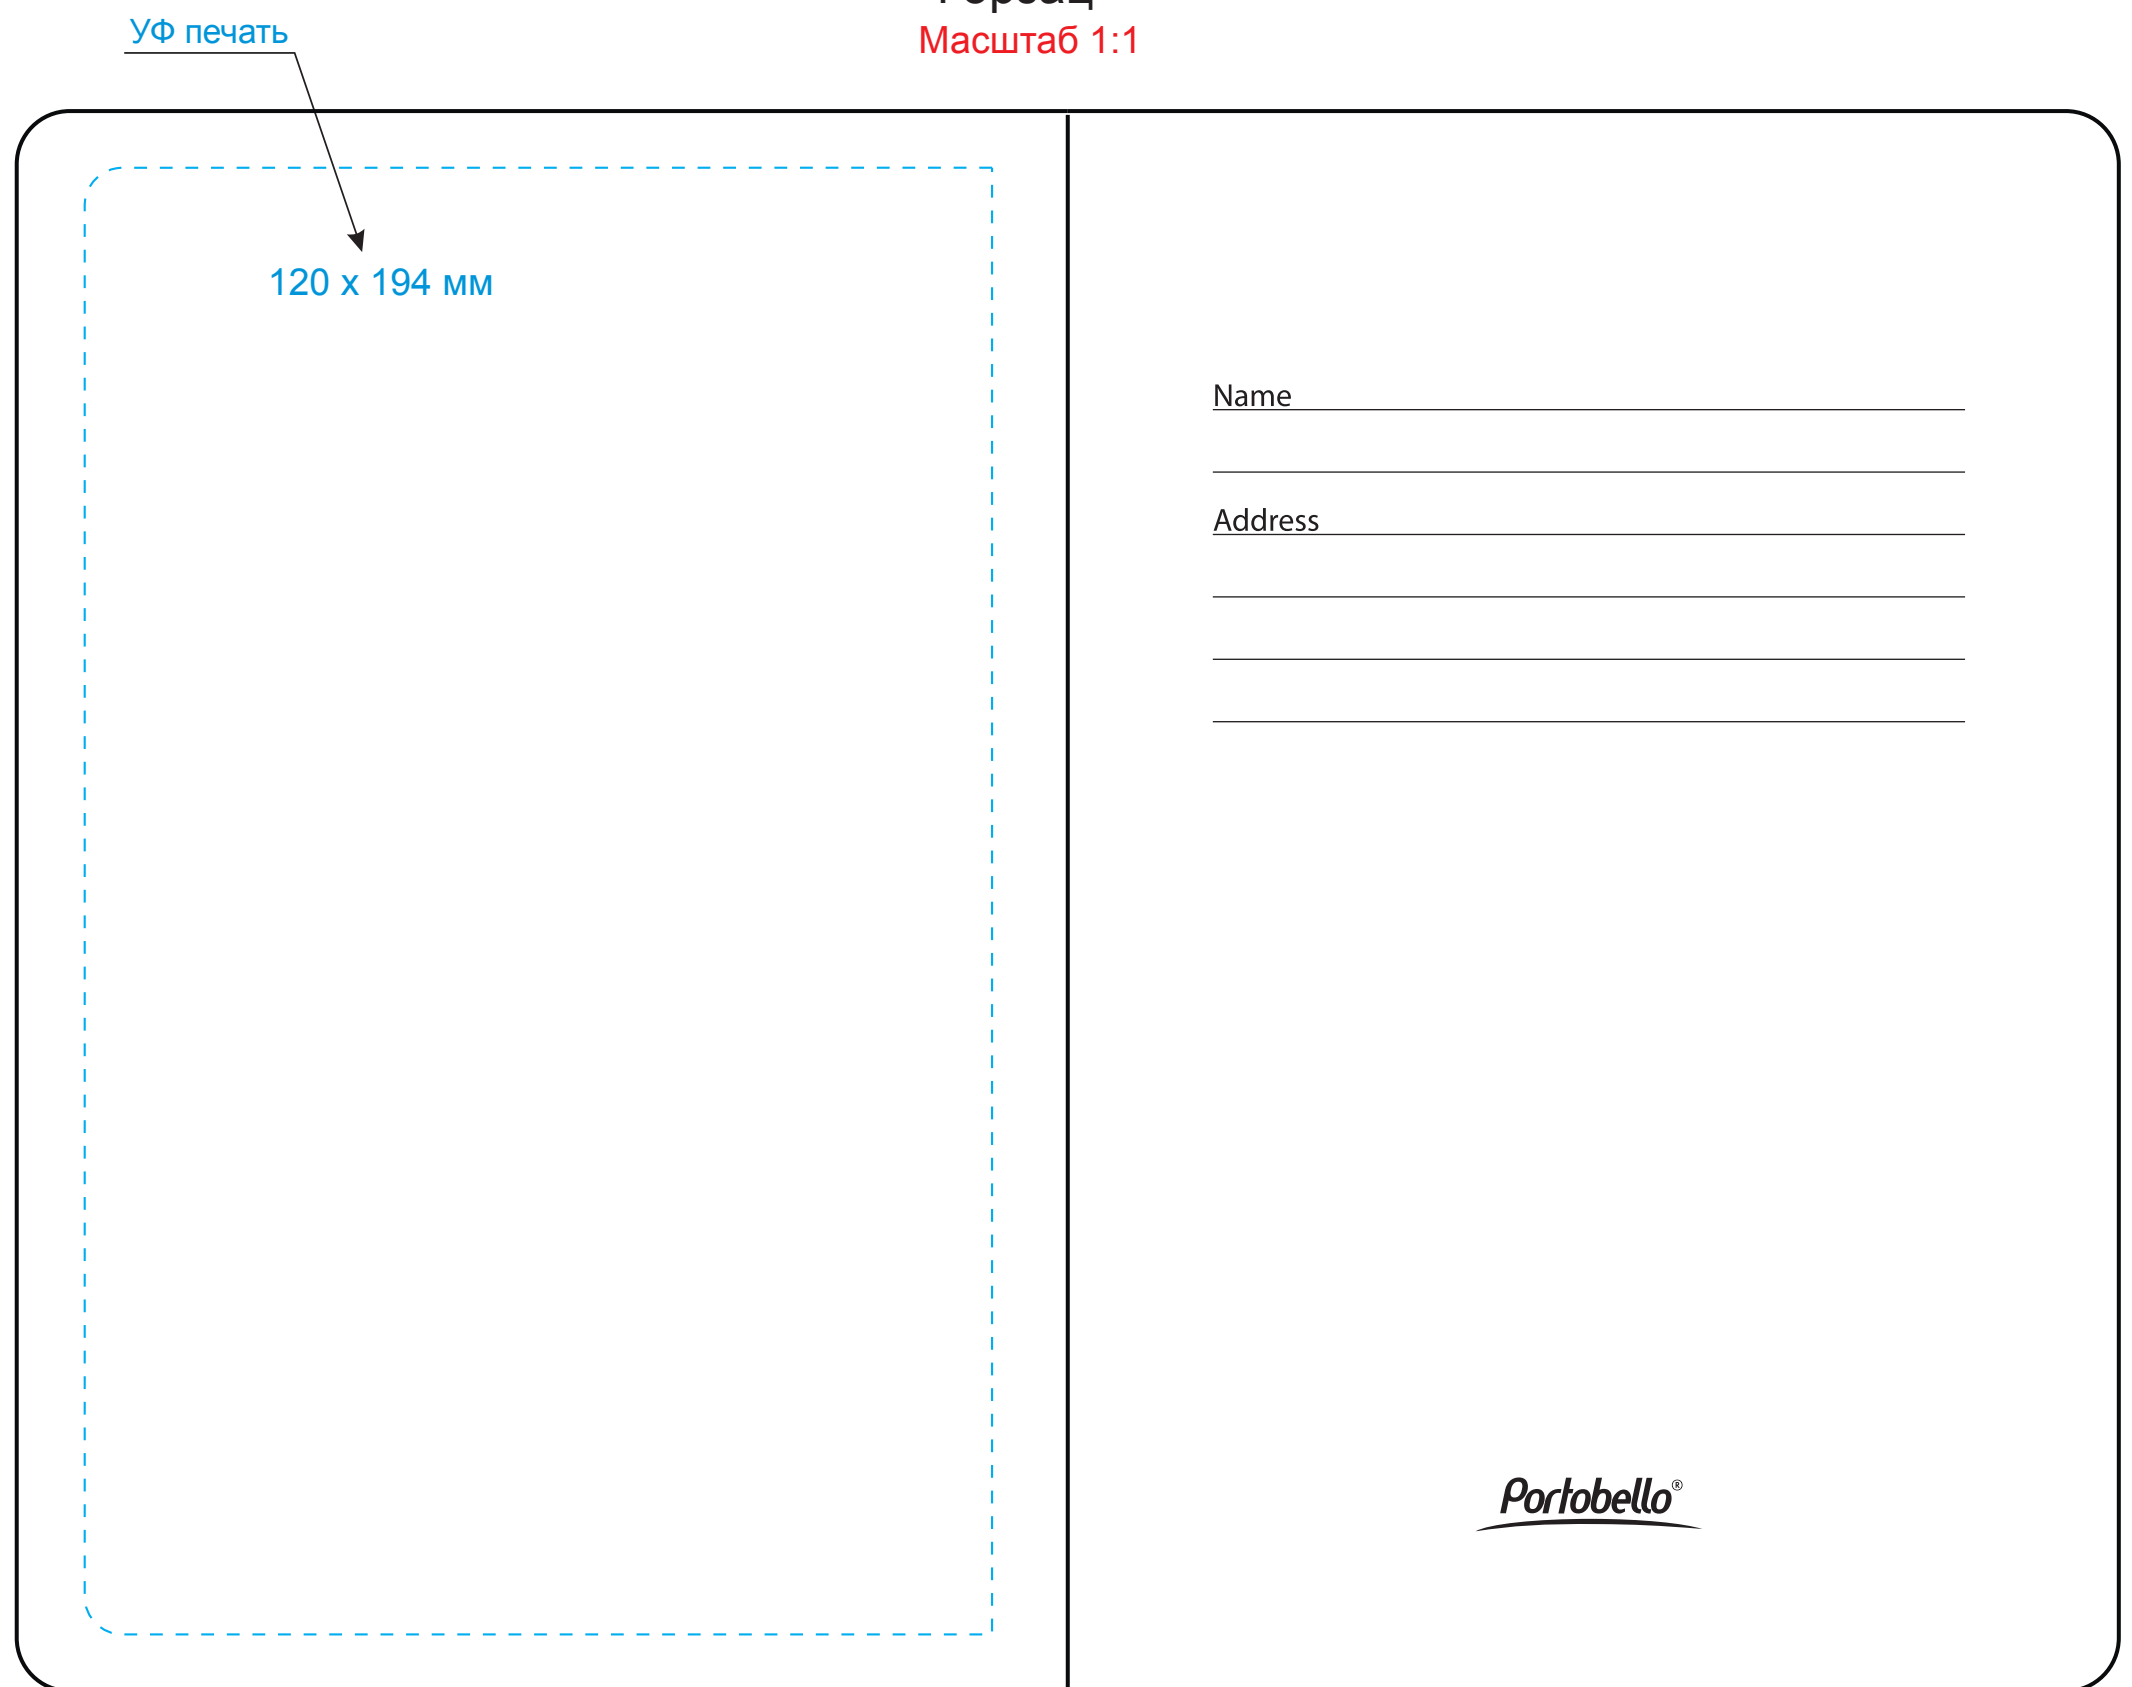 Масштаб 1:1
УФ печать
120 х 194 мм
Name
Address
Portobello®